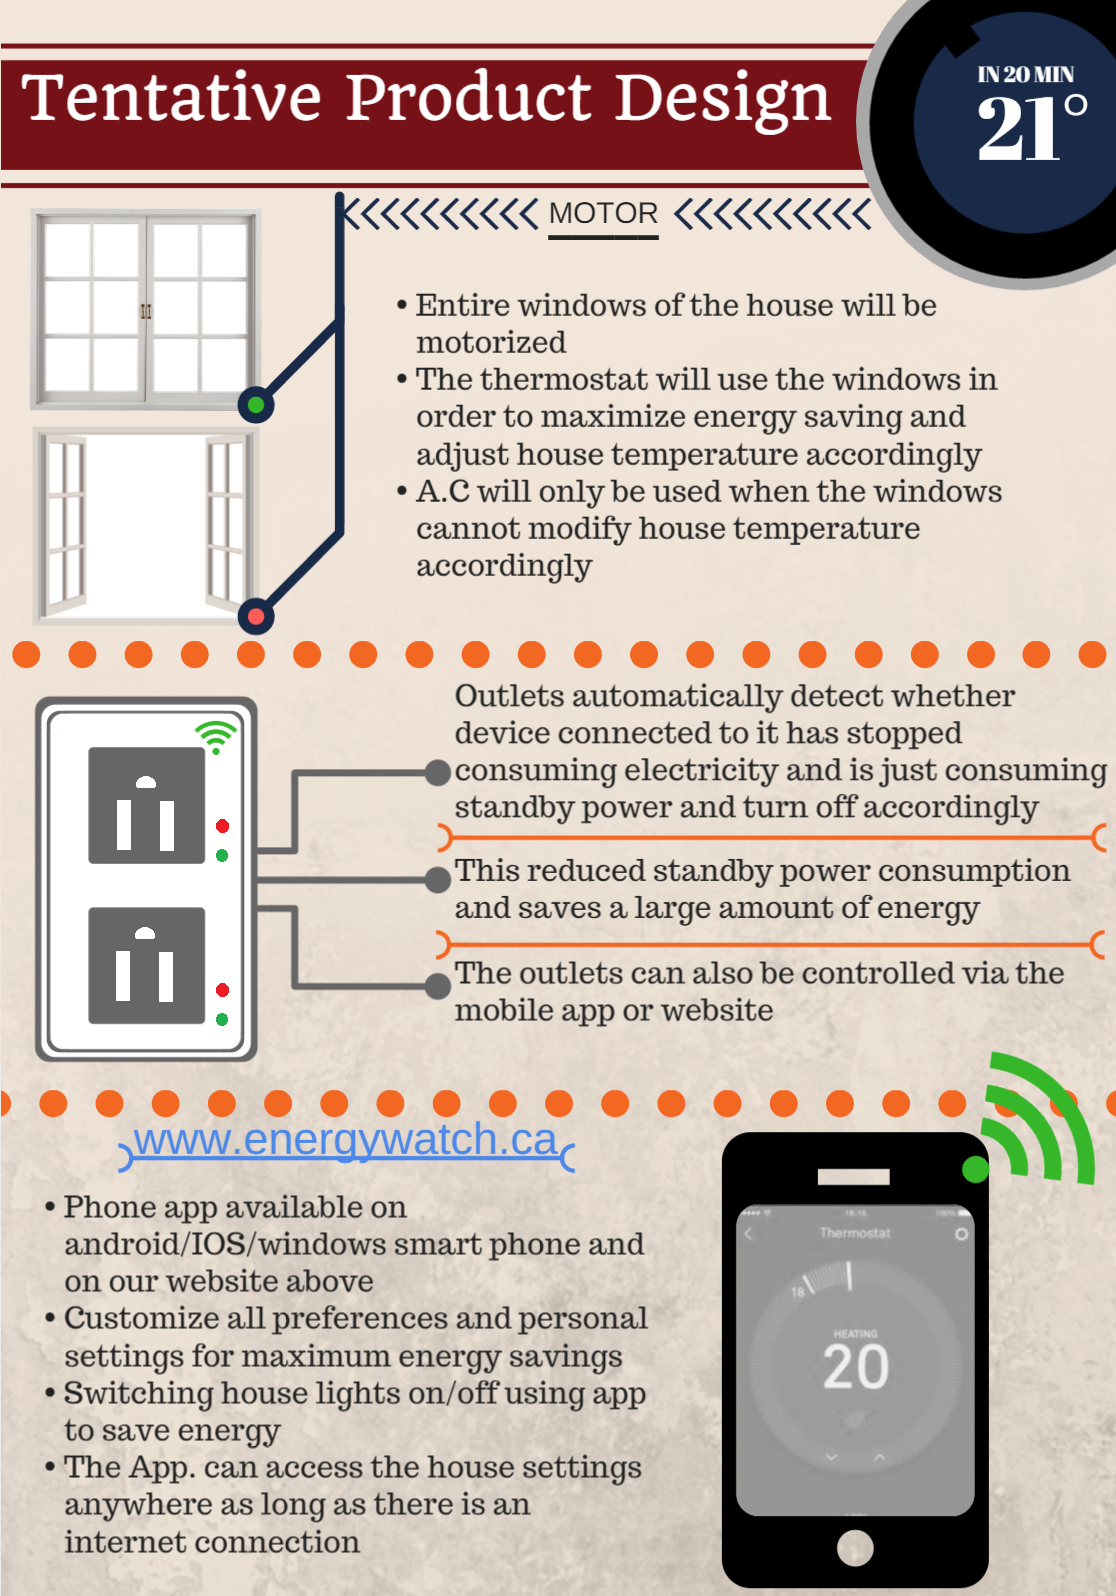 Tentative Product Design
IN 20 MIN
21°
MOTOR
• Entire windows of the house will be
motorized
• The thermostat will use the windows in
order to maximize energy saving and
adjust house temperature accordingly
• A.C will only be used when the windows
cannot modify house temperature
accordingly
Outlets automatically detect whether
device connected to it has stopped
consuming electricity and is just consuming
standby power and turn off accordingly
This reduced standby power consumption
and saves a large amount of energy
The outlets can also be controlled via the
mobile app or website
www.energywatch.ca
• Phone app available on
android/IOS/windows smart phone and
on our website above
• Customize all preferences and personal
settings for maximum energy savings
• Switching house lights on/off using app
to save energy
• The App. can access the house settings
anywhere as long as there is an
internet connection
100%
Thermostat
18
HEATING
20